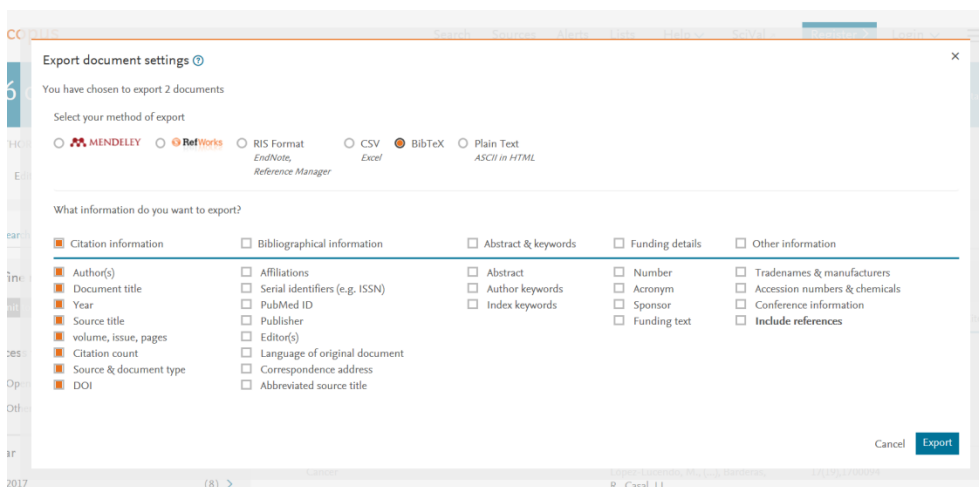 Search Sources Alerts Lists Help SciVal Register Login
Export document settings
You have chosen to export 2 documents
Select your method of export
MENDELEY RefWorks RIS Format CSV BibTeX Plain Text
EndNote, Excel ASCII in HTML
Reference Manager
What information do you want to export?
Citation information Bibliographical information Abstract & keywords Funding details Other information
Author(s) Affiliations Abstract Number Tradenames & manufacturers
Document title Serial identifiers (e.g. ISSN) Author keywords Acronym Accession numbers & chemicals
Year PubMed ID Index keywords Sponsor Conference information
Source title Publisher Funding text Include references
volume, issue, pages Editor(s)
Citation count Language of original document
Source & document type Correspondence address
DOI Abbreviated source title
Cancel Export
Cancer
2017 (8) >